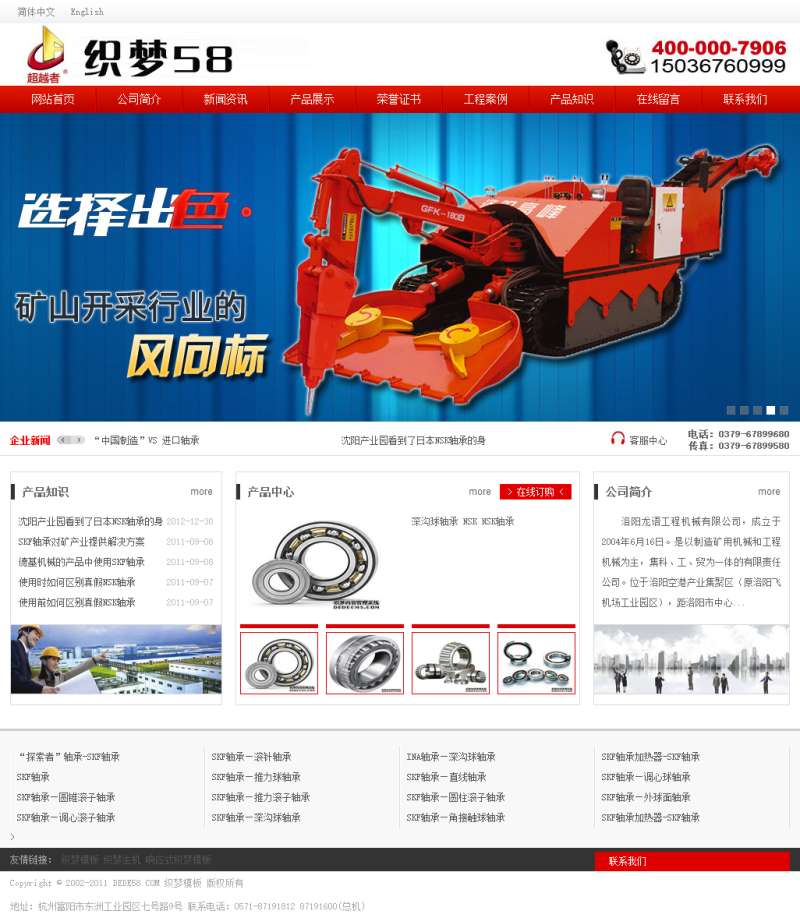 简体中文 English
超越者 ®
织梦58
400-000-7906
15036760999
网站首页 公司简介 新闻资讯 产品展示 荣誉证书 工程案例 产品知识 在线留言 联系我们
选择出色·
GFK-180B
矿山开采行业的
风向标
企业新闻 “中国制造”VS 进口轴承 沈阳产业园看到了日本NSK轴承的身 客服中心 电话: 0379-67899680
传真: 0379-67899580
产品知识 more
沈阳产业园看到了日本NSK轴承的身 2012-12-30
SKF轴承对矿产业提供解决方案 2011-09-08
德基机械的产品中使用SKF轴承 2011-09-08
使用时如何区别真假NSK轴承 2011-09-07
使用前如何区别真假NSK轴承 2011-09-07
产品中心 more > 在线订购 <
深沟球轴承 NSK NSK轴承
织梦内容管理系统
DEDECMS.COM
公司简介 more
洛阳龙语工程机械有限公司，成立于
2004年6月16日。是以制造矿用机械和工程
机械为主，集科、工、贸为一体的有限责任
公司。位于洛阳空港产业集聚区（原洛阳飞
机场工业园区），距洛阳市中心...
“探索者”轴承-SKF轴承 SKF轴承－滚针轴承 INA轴承－深沟球轴承 SKF轴承加热器-SKF轴承
SKF轴承 SKF轴承－推力球轴承 SKF轴承－直线轴承 SKF轴承－调心球轴承
SKF轴承－圆锥滚子轴承 SKF轴承－推力滚子轴承 SKF轴承－圆柱滚子轴承 SKF轴承－外球面轴承
SKF轴承－调心滚子轴承 SKF轴承－深沟球轴承 SKF轴承－角接触球轴承 SKF轴承加热器-SKF轴承
>
友情链接: 织梦模板 织梦主机 响应式织梦模板 联系我们
Copyright © 2002-2011 DEDE58.COM 织梦模板 版权所有
地址: 杭州富阳市东洲工业园区七号路9号 联系电话: 0571-87191812 87191600(总机)